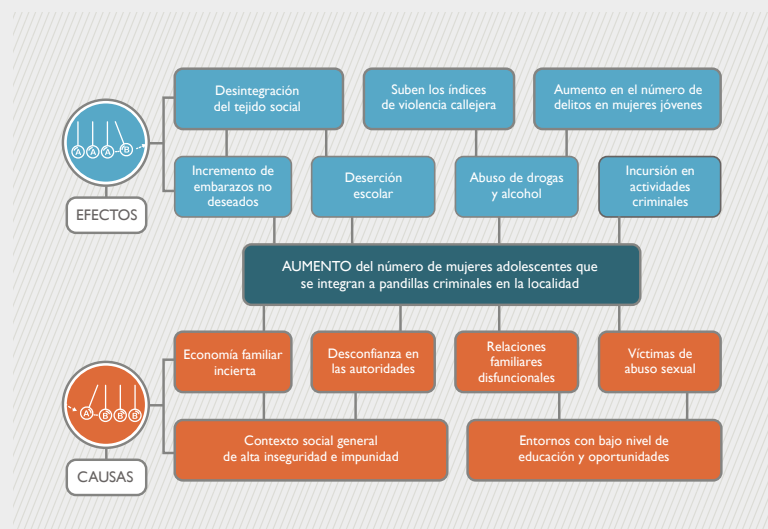 Desintegración
del tejido social
Suben los índices
de violencia callejera
Aumento en el número de
delitos en mujeres jóvenes
A A A B
EFECTOS
Incremento de
embarazos no
deseados
Deserción
escolar
Abuso de drogas
y alcohol
Incursión en
actividades
criminales
AUMENTO del número de mujeres adolescentes que
se integran a pandillas criminales en la localidad
Economía familiar
incierta
Desconfianza en
las autoridades
Relaciones
familiares
disfuncionales
Víctimas de
abuso sexual
A B B B
CAUSAS
Contexto social general
de alta inseguridad e impunidad
Entornos con bajo nivel de
educación y oportunidades